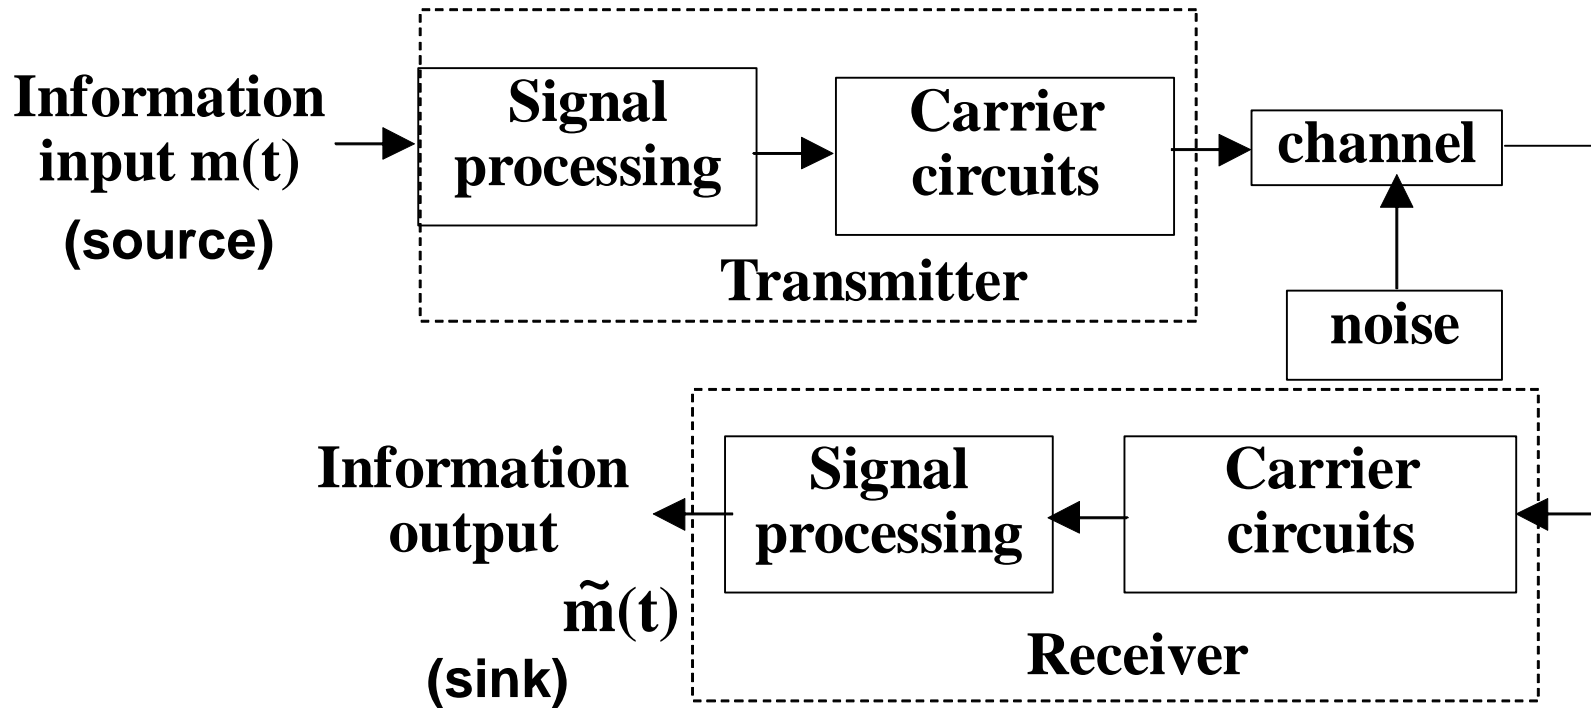 Information
input m(t)
(source)
Signal
processing
Carrier
circuits
Transmitter
channel
noise
Information
output
m̃(t)
(sink)
Signal
processing
Carrier
circuits
Receiver